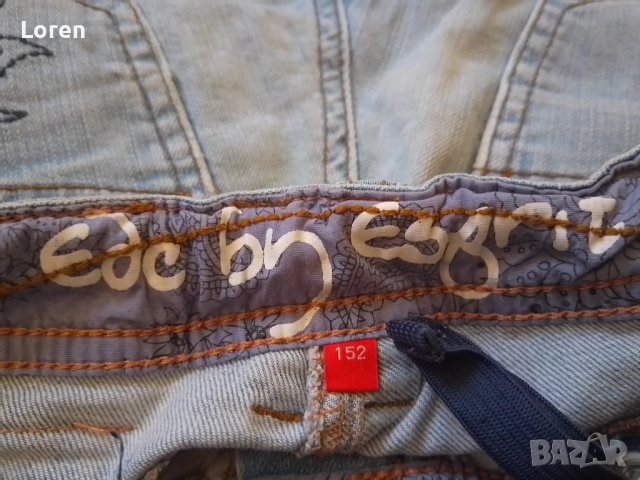 Loren
edc by Esprit
152
BAZAR